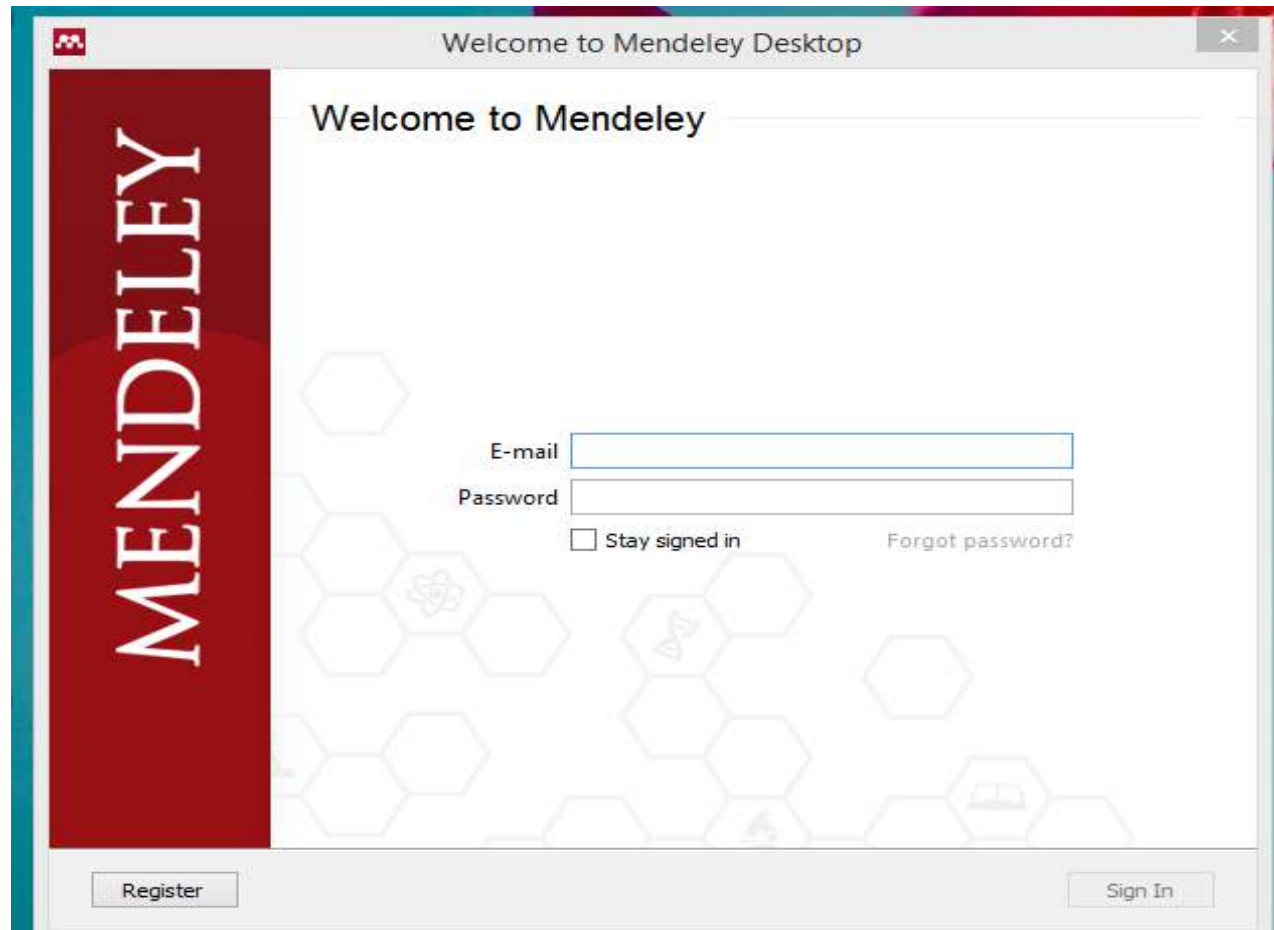 Welcome to Mendeley Desktop
MENDELEY
Welcome to Mendeley
E-mail
Password
Stay signed in Forgot password?
Register Sign In